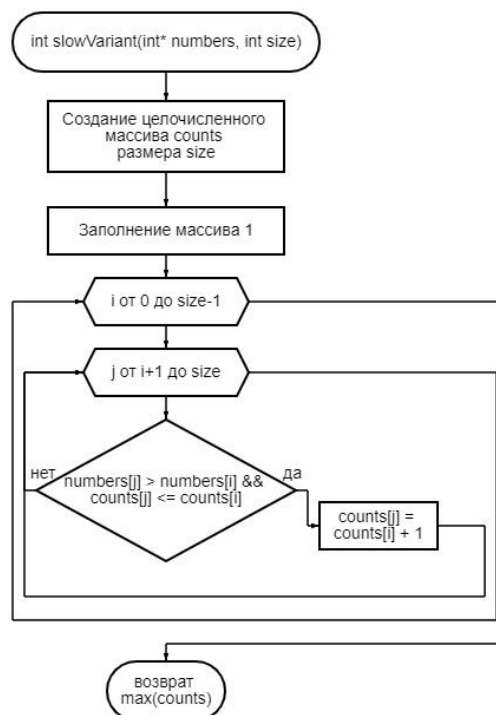 int slowVariant(int* numbers, int size)
Создание целочисленного
массива counts
размера size
Заполнение массива 1
i от 0 до size-1
j от i+1 до size
нет
numbers[j] > numbers[i] &&
counts[j] <= counts[i]
да
counts[j] =
counts[i] + 1
возврат
max(counts)